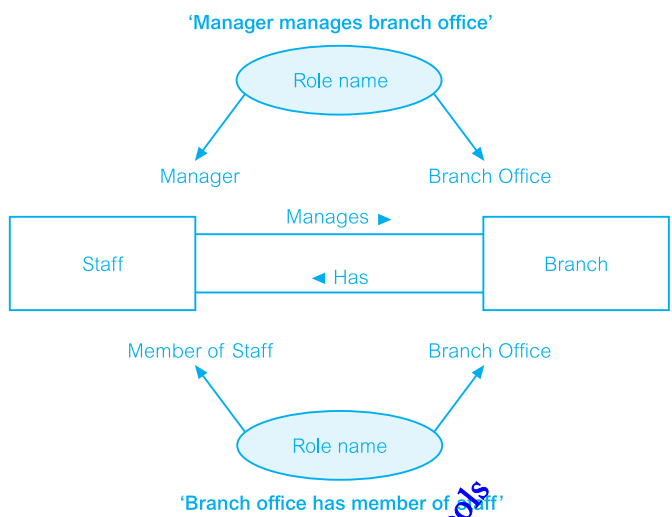 'Manager manages branch office'
Role name
Manager
Branch Office
Manages ►
Staff
Branch
◄ Has
Member of Staff
Branch Office
Role name
'Branch office has member of staff'